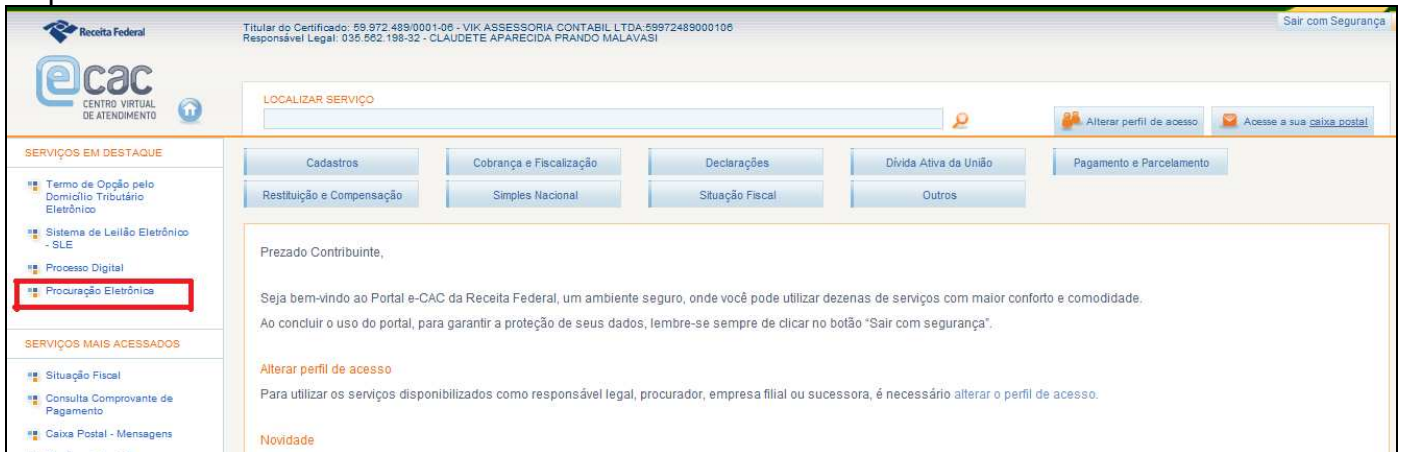 Receita Federal
Titular do Certificado: 59.972.489/0001-06 - VIK ASSESSORIA CONTABIL LTDA:59972489000106
Responsável Legal: 036.562.198-32 - CLAUDETE APARECIDA PRANDO MALAVASI
Sair com Segurança
e cac
CENTRO VIRTUAL
DE ATENDIMENTO
LOCALIZAR SERVIÇO
Alterar perfil de acesso
Acesse a sua caixa postal
SERVIÇOS EM DESTAQUE
Termo de Opção pelo
Domicílio Tributário
Eletrônico
Sistema de Leilão Eletrônico
- SLE
Processo Digital
Procuração Eletrônica
SERVIÇOS MAIS ACESSADOS
Situação Fiscal
Consulta Comprovante de
Pagamento
Caixa Postal - Mensagens
Cadastros
Cobrança e Fiscalização
Declarações
Dívida Ativa da União
Pagamento e Parcelamento
Restituição e Compensação
Simples Nacional
Situação Fiscal
Outros
Prezado Contribuinte,
Seja bem-vindo ao Portal e-CAC da Receita Federal, um ambiente seguro, onde você pode utilizar dezenas de serviços com maior conforto e comodidade.
Ao concluir o uso do portal, para garantir a proteção de seus dados, lembre-se sempre de clicar no botão "Sair com segurança".
Alterar perfil de acesso
Para utilizar os serviços disponibilizados como responsável legal, procurador, empresa filial ou sucessora, é necessário alterar o perfil de acesso.
Novidade